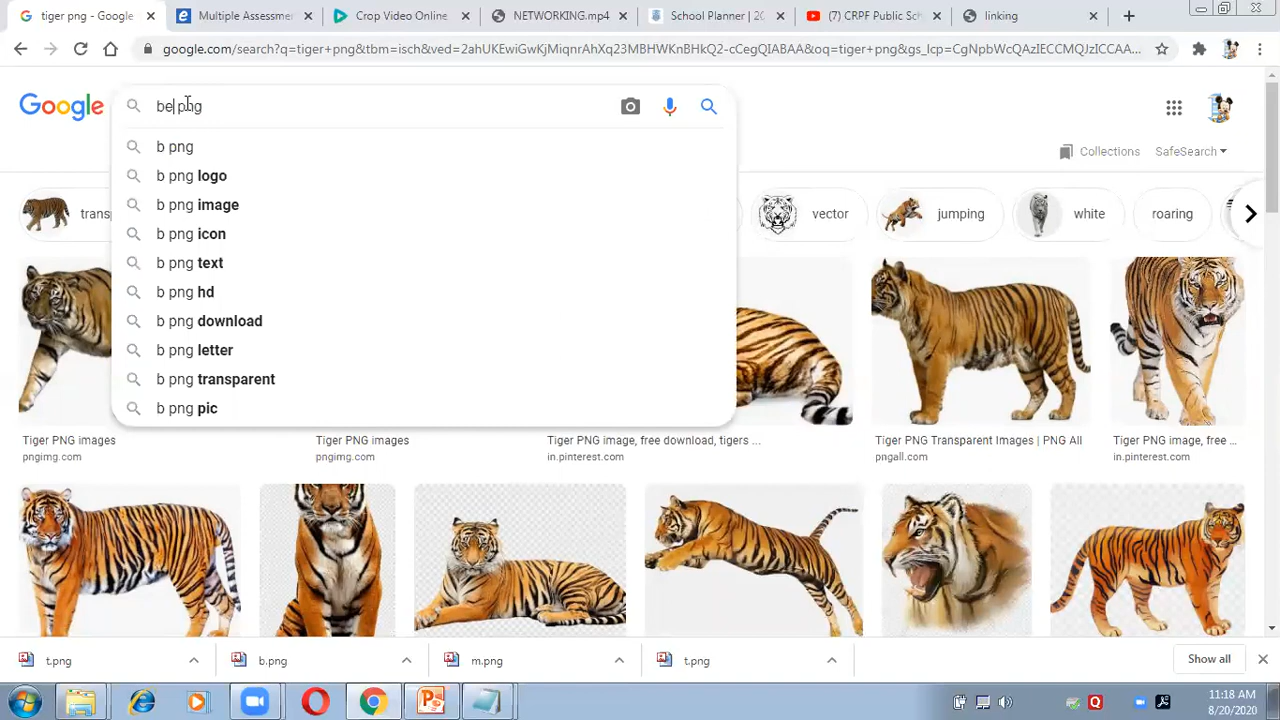 tiger png - Google
Multiple Assessme
Crop Video Online
NETWORKING.mp
School Planner | 20
(7) CRPF Public Sch
linking
google.com/search?q=tiger+png&tbm=isch&ved=2ahUKEwiGwKjMiqnrAhXq23MBHWKnBHkQ2-cCegQIABAA&oq=tiger+png&gs_lcp=CgNpbWcQAzIECCMQJzICCAA...
Google
be png
Collections
SafeSearch
b png
b png logo
b png image
b png icon
b png text
b png hd
b png download
b png letter
b png transparent
b png pic
trans
vector
jumping
white
roaring
Tiger PNG images
pngimg.com
Tiger PNG images
pngimg.com
Tiger PNG image, free download, tigers ...
in.pinterest.com
Tiger PNG Transparent Images | PNG All
pngall.com
Tiger PNG image, free ...
in.pinterest.com
t.png
b.png
m.png
t.png
Show all
11:18 AM
8/20/2020